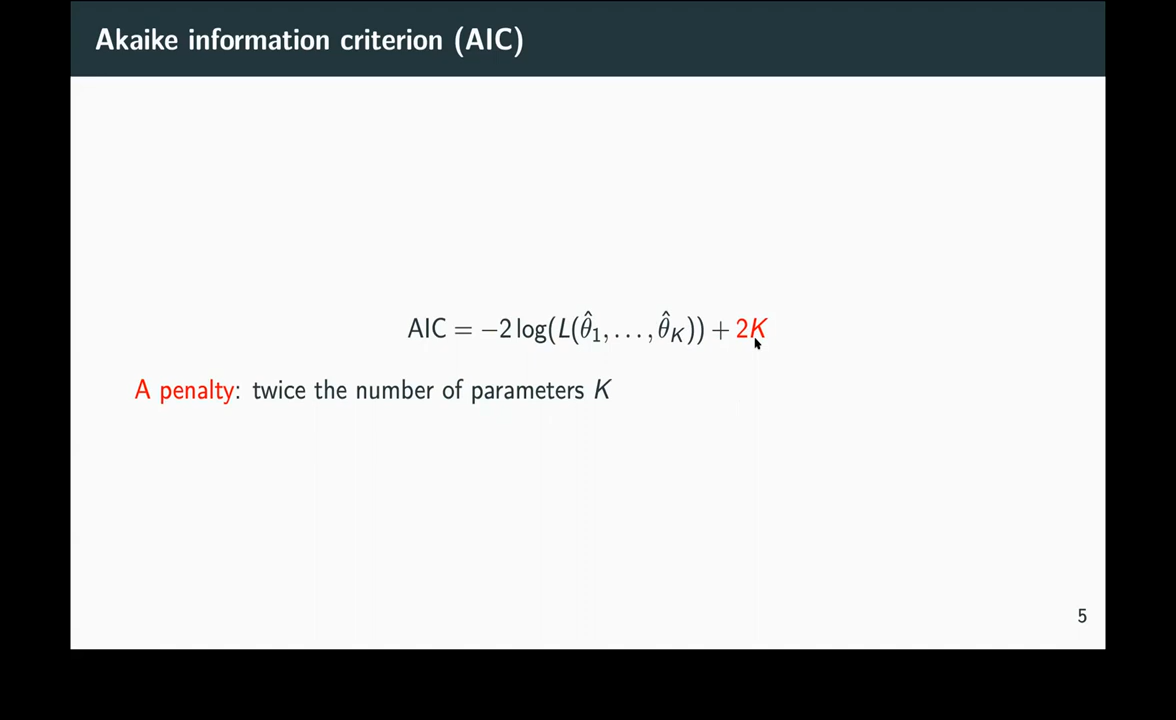 Akaike information criterion (AIC)
AIC = −2 log(L(θ̂₁, . . . , θ̂_K)) + 2K
A penalty: twice the number of parameters K
5